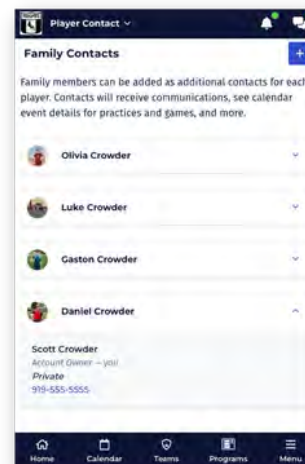 Player Contact
Family Contacts
+
Family members can be added as additional contacts for each
player. Contacts will receive communications, see calendar
event details for practices and games, and more.
Olivia Crowder
Luke Crowder
Gaston Crowder
Daniel Crowder
Scott Crowder
Account Owner – you
Private
919-555-5555
Home Calendar Teams Programs Menu